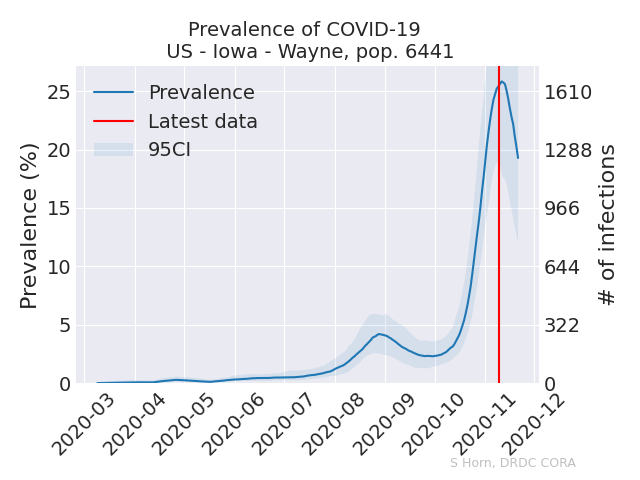 Prevalence of COVID-19
US - Iowa - Wayne, pop. 6441
Prevalence
Latest data
95CI
Prevalence (%)
25
20
15
10
5
0
1610
1288
966
644
322
0
# of infections
2020-03
2020-04
2020-05
2020-06
2020-07
2020-08
2020-09
2020-10
2020-11
2020-12
S Horn, DRDC CORA